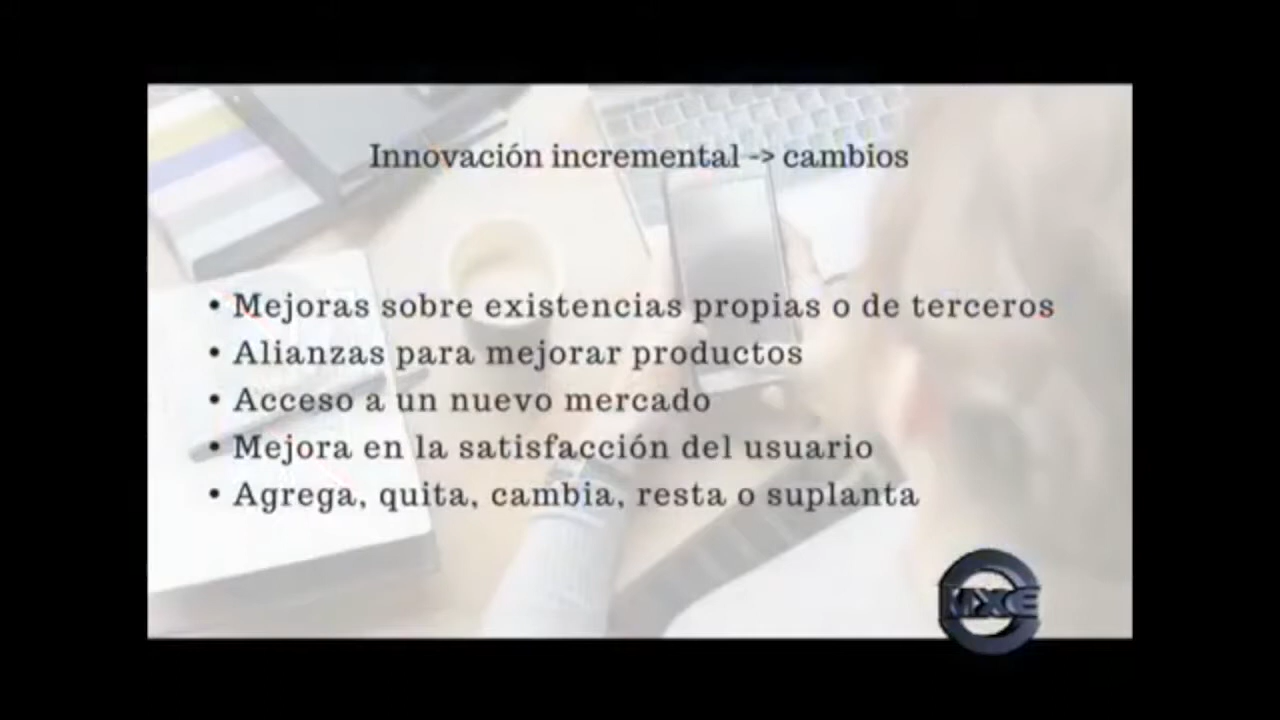 Innovación incremental -> cambios
• Mejoras sobre existencias propias o de terceros
• Alianzas para mejorar productos
• Acceso a un nuevo mercado
• Mejora en la satisfacción del usuario
• Agrega, quita, cambia, resta o suplanta
MXE